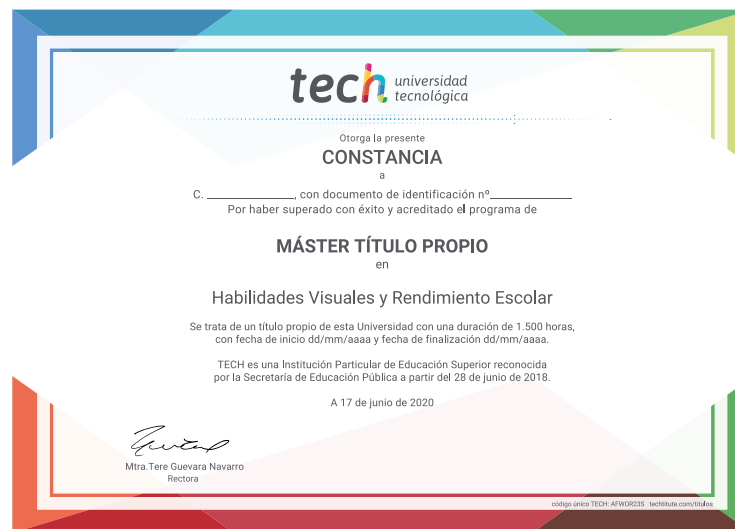 tech universidad
tecnológica
Otorga la presente
CONSTANCIA
a
C. ______________, con documento de identificación nº_____________
Por haber superado con éxito y acreditado el programa de
MÁSTER TÍTULO PROPIO
en
Habilidades Visuales y Rendimiento Escolar
Se trata de un título propio de esta Universidad con una duración de 1.500 horas,
con fecha de inicio dd/mm/aaaa y fecha de finalización dd/mm/aaaa.
TECH es una Institución Particular de Educación Superior reconocida
por la Secretaría de Educación Pública a partir del 28 de junio de 2018.
A 17 de junio de 2020
Mtra.Tere Guevara Navarro
Rectora
código único TECH: AFWOR23S techtitute.com/titulos